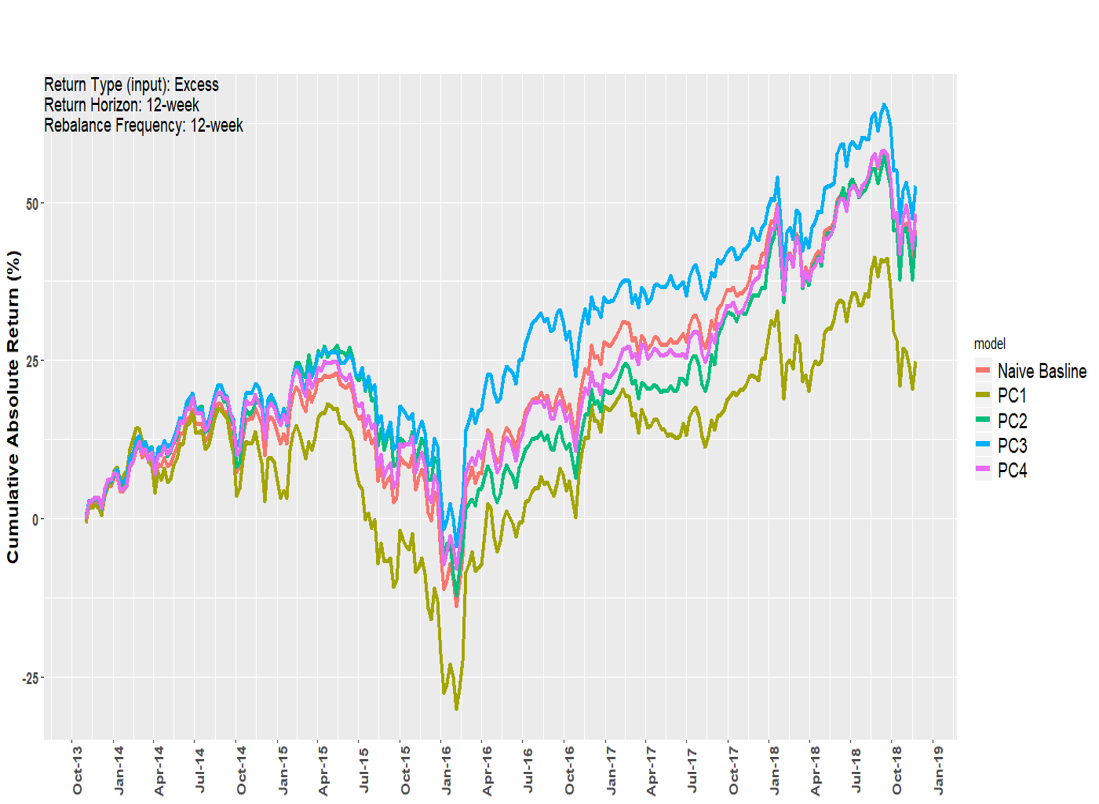 Return Type (input): Excess
Return Horizon: 12-week
Rebalance Frequency: 12-week
Cumulative Absolute Return (%)
50
25
0
-25
Oct-13
Jan-14
Apr-14
Jul-14
Oct-14
Jan-15
Apr-15
Jul-15
Oct-15
Jan-16
Apr-16
Jul-16
Oct-16
Jan-17
Apr-17
Jul-17
Oct-17
Jan-18
Apr-18
Jul-18
Oct-18
Jan-19
model
Naive Basline
PC1
PC2
PC3
PC4